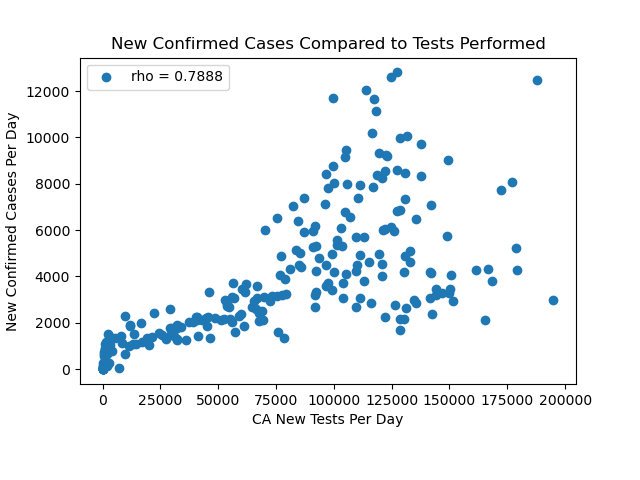 New Confirmed Cases Compared to Tests Performed
rho = 0.7888
12000
10000
8000
6000
4000
2000
0
New Confirmed Caeses Per Day
0 25000 50000 75000 100000 125000 150000 175000 200000
CA New Tests Per Day